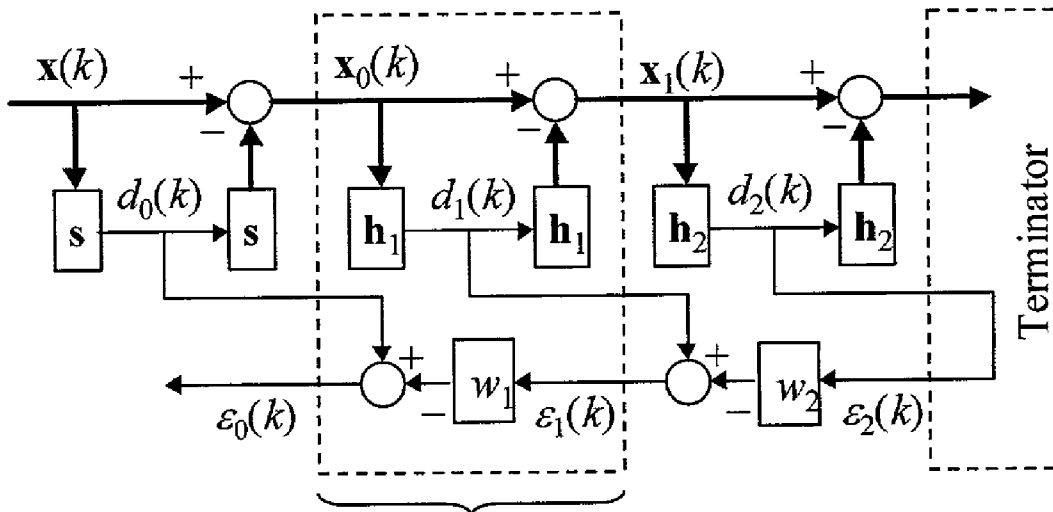 x(k) + − x₀(k) + − x₁(k) + −
s d₀(k) s h₁ d₁(k) h₁ h₂ d₂(k) h₂
+ − w₁ + − w₂
ε₀(k) ε₁(k) ε₂(k)
Terminator